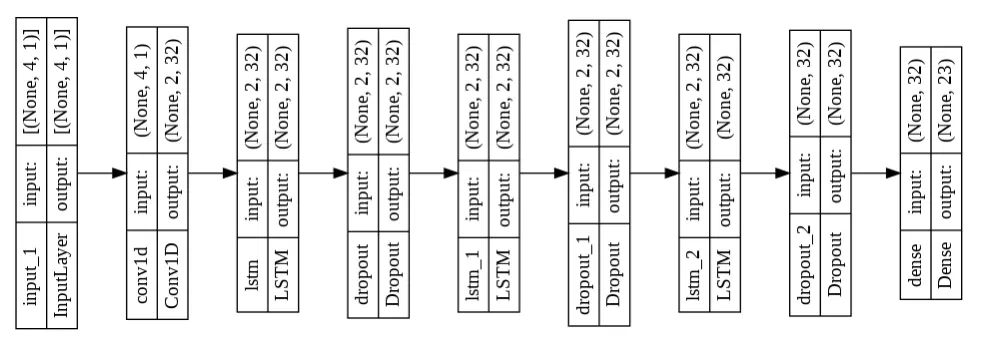 input_1 input: [(None, 4, 1)]
InputLayer output: [(None, 4, 1)]
conv1d input: (None, 4, 1)
Conv1D output: (None, 2, 32)
lstm input: (None, 2, 32)
LSTM output: (None, 2, 32)
dropout input: (None, 2, 32)
Dropout output: (None, 2, 32)
lstm_1 input: (None, 2, 32)
LSTM output: (None, 2, 32)
dropout_1 input: (None, 2, 32)
Dropout output: (None, 2, 32)
lstm_2 input: (None, 2, 32)
LSTM output: (None, 32)
dropout_2 input: (None, 32)
Dropout output: (None, 32)
dense input: (None, 32)
Dense output: (None, 23)